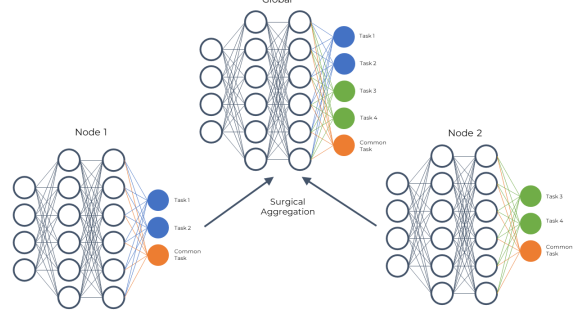 Global
Task 1
Task 2
Task 3
Task 4
Common
Task
Node 1
Task 1
Task 2
Common
Task
Surgical
Aggregation
Node 2
Task 3
Task 4
Common
Task